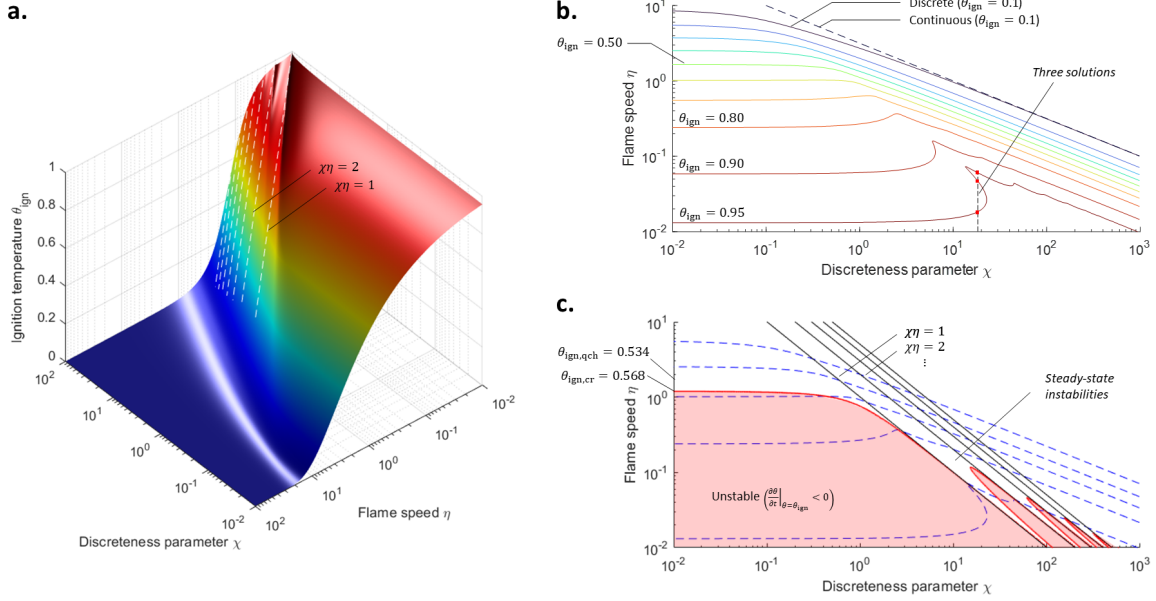 a.
Ignition temperature θign
1
0.8
0.6
0.4
0.2
0
10²
10¹
10⁰
10⁻¹
10⁻²
Discreteness parameter χ
10²
10¹
10⁰
10⁻¹
10⁻²
Flame speed η
χη = 2
χη = 1
b.
Discrete (θign = 0.1)
Continuous (θign = 0.1)
θign = 0.50
Three solutions
θign = 0.80
θign = 0.90
θign = 0.95
Flame speed η
10¹
10⁰
10⁻¹
10⁻²
10⁻²
10⁻¹
10⁰
10¹
10²
10³
Discreteness parameter χ
c.
θign,qch = 0.534
θign,cr = 0.568
χη = 1
χη = 2
⋮
Steady-state
instabilities
Unstable (∂θ/∂τ|θ=θign < 0)
Flame speed η
10¹
10⁰
10⁻¹
10⁻²
10⁻²
10⁻¹
10⁰
10¹
10²
10³
Discreteness parameter χ